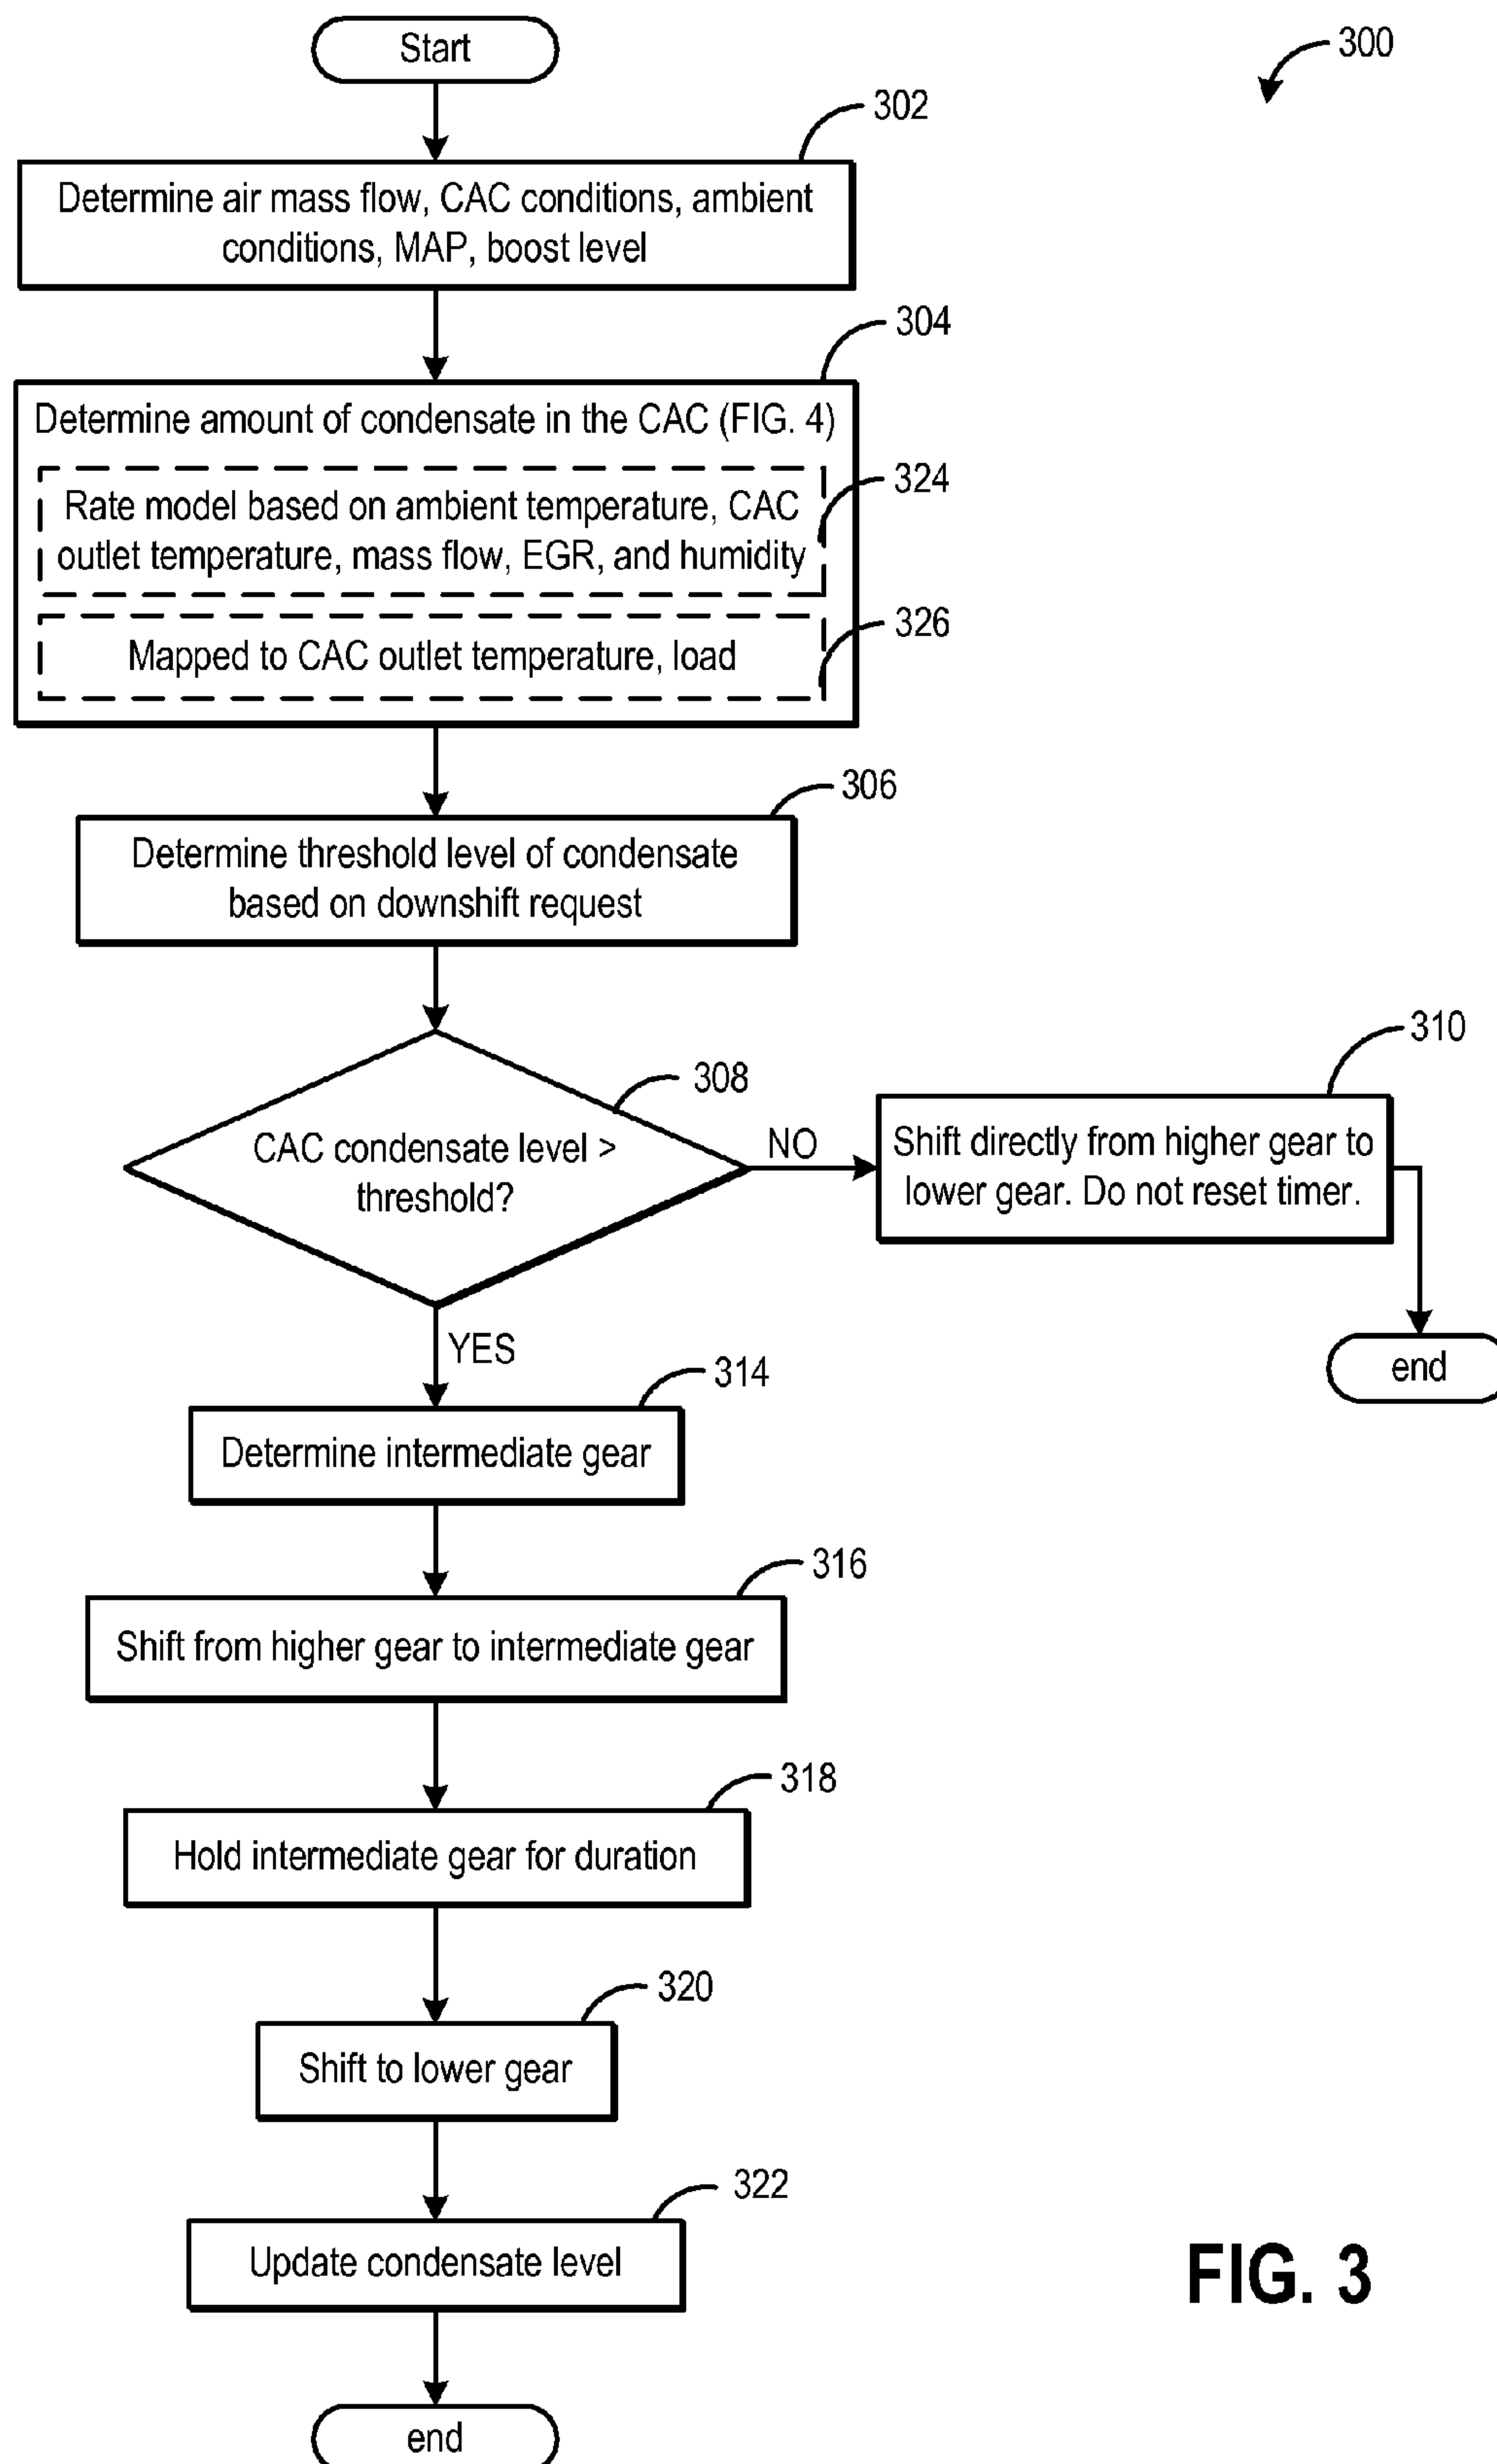 Start
300
302
Determine air mass flow, CAC conditions, ambient
conditions, MAP, boost level
304
Determine amount of condensate in the CAC (FIG. 4)
324
Rate model based on ambient temperature, CAC
outlet temperature, mass flow, EGR, and humidity
326
Mapped to CAC outlet temperature, load
306
Determine threshold level of condensate
based on downshift request
308
CAC condensate level >
threshold?
NO
310
Shift directly from higher gear to
lower gear. Do not reset timer.
end
YES
314
Determine intermediate gear
316
Shift from higher gear to intermediate gear
318
Hold intermediate gear for duration
320
Shift to lower gear
322
Update condensate level
end
FIG. 3